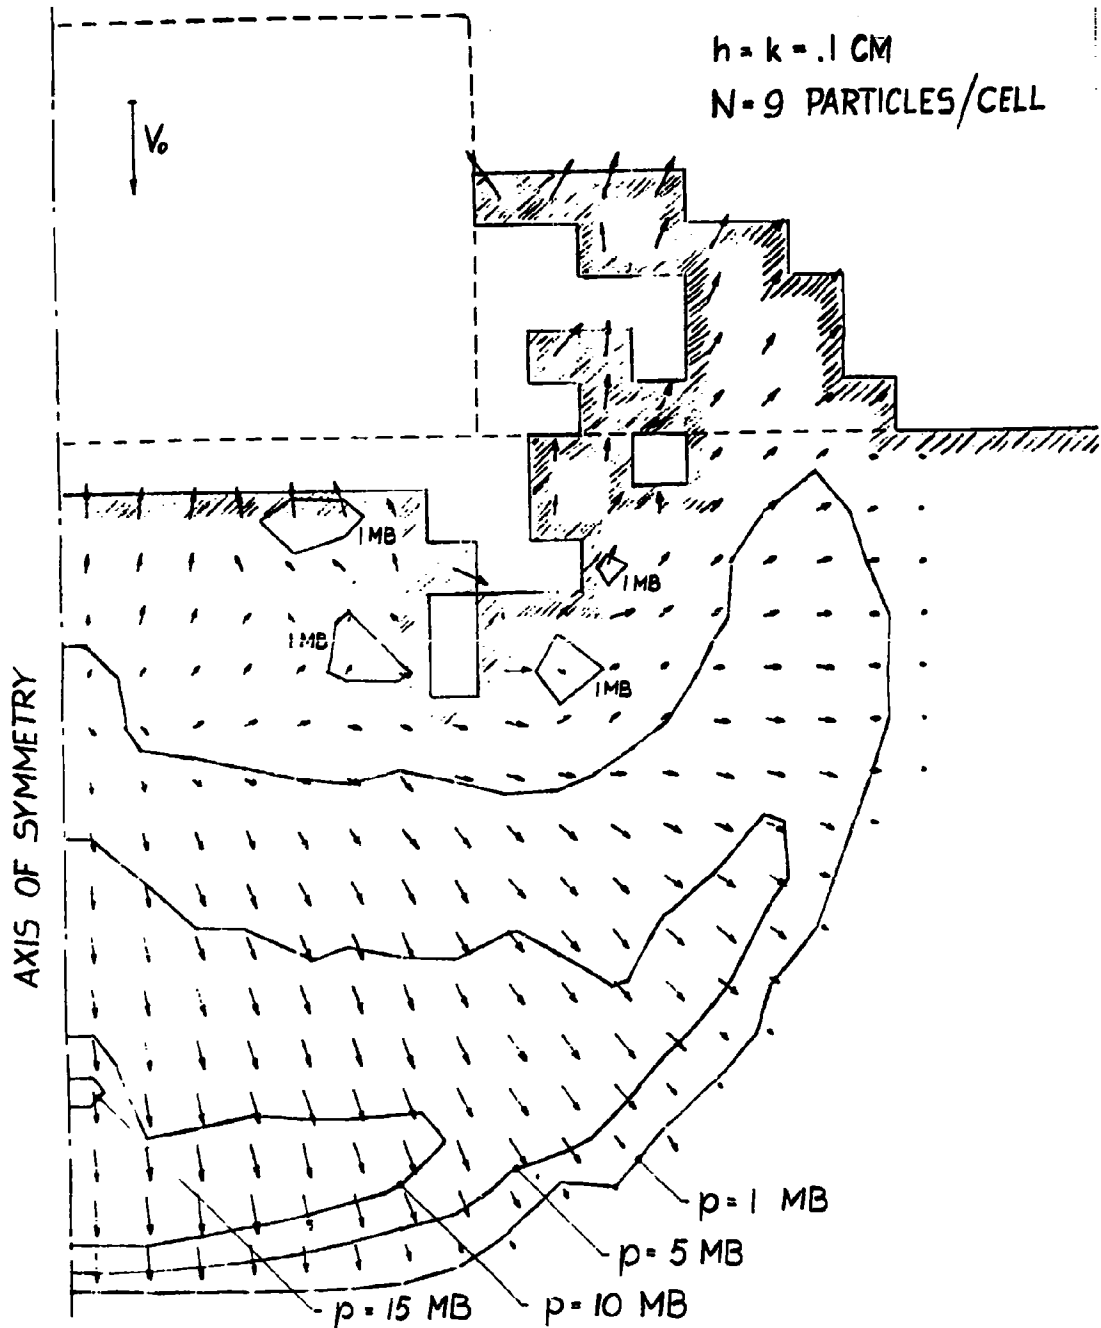 h = k = .1 CM
N = 9 PARTICLES/CELL
V₀
1 MB
1 MB
1 MB
1 MB
AXIS OF SYMMETRY
p = 1 MB
p = 5 MB
p = 15 MB
p = 10 MB